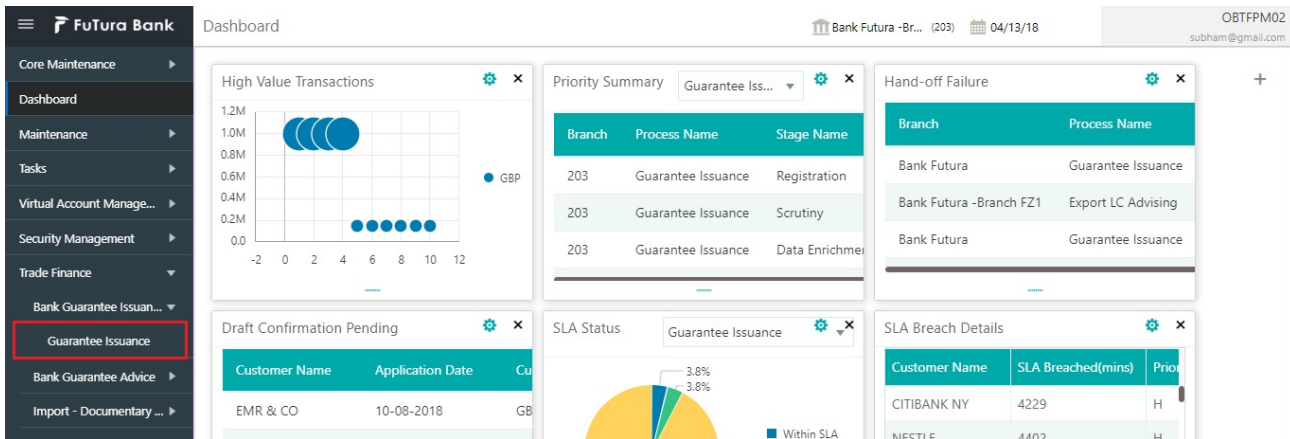 FuTura Bank
Dashboard
Bank Futura -Br... (203)
04/13/18
OBTFPM02
subham@gmail.com
Core Maintenance
Dashboard
Maintenance
Tasks
Virtual Account Manage...
Security Management
Trade Finance
Bank Guarantee Issuan...
Guarantee Issuance
Bank Guarantee Advice
Import - Documentary ...
High Value Transactions
1.2M
1.0M
0.8M
0.6M
0.4M
0.2M
0.0
-2 0 2 4 6 8 10 12
GBP
Priority Summary
Guarantee Iss...
Branch Process Name Stage Name
203 Guarantee Issuance Registration
203 Guarantee Issuance Scrutiny
203 Guarantee Issuance Data Enrichme
Hand-off Failure
Branch Process Name
Bank Futura Guarantee Issuance
Bank Futura -Branch FZ1 Export LC Advising
Bank Futura Guarantee Issuance
Draft Confirmation Pending
Customer Name Application Date Cu
EMR & CO 10-08-2018 GB
SLA Status
Guarantee Issuance
3.8%
3.8%
Within SLA
SLA Breach Details
Customer Name SLA Breached(mins) Prior
CITIBANK NY 4229 H
NESTLE 4402 H